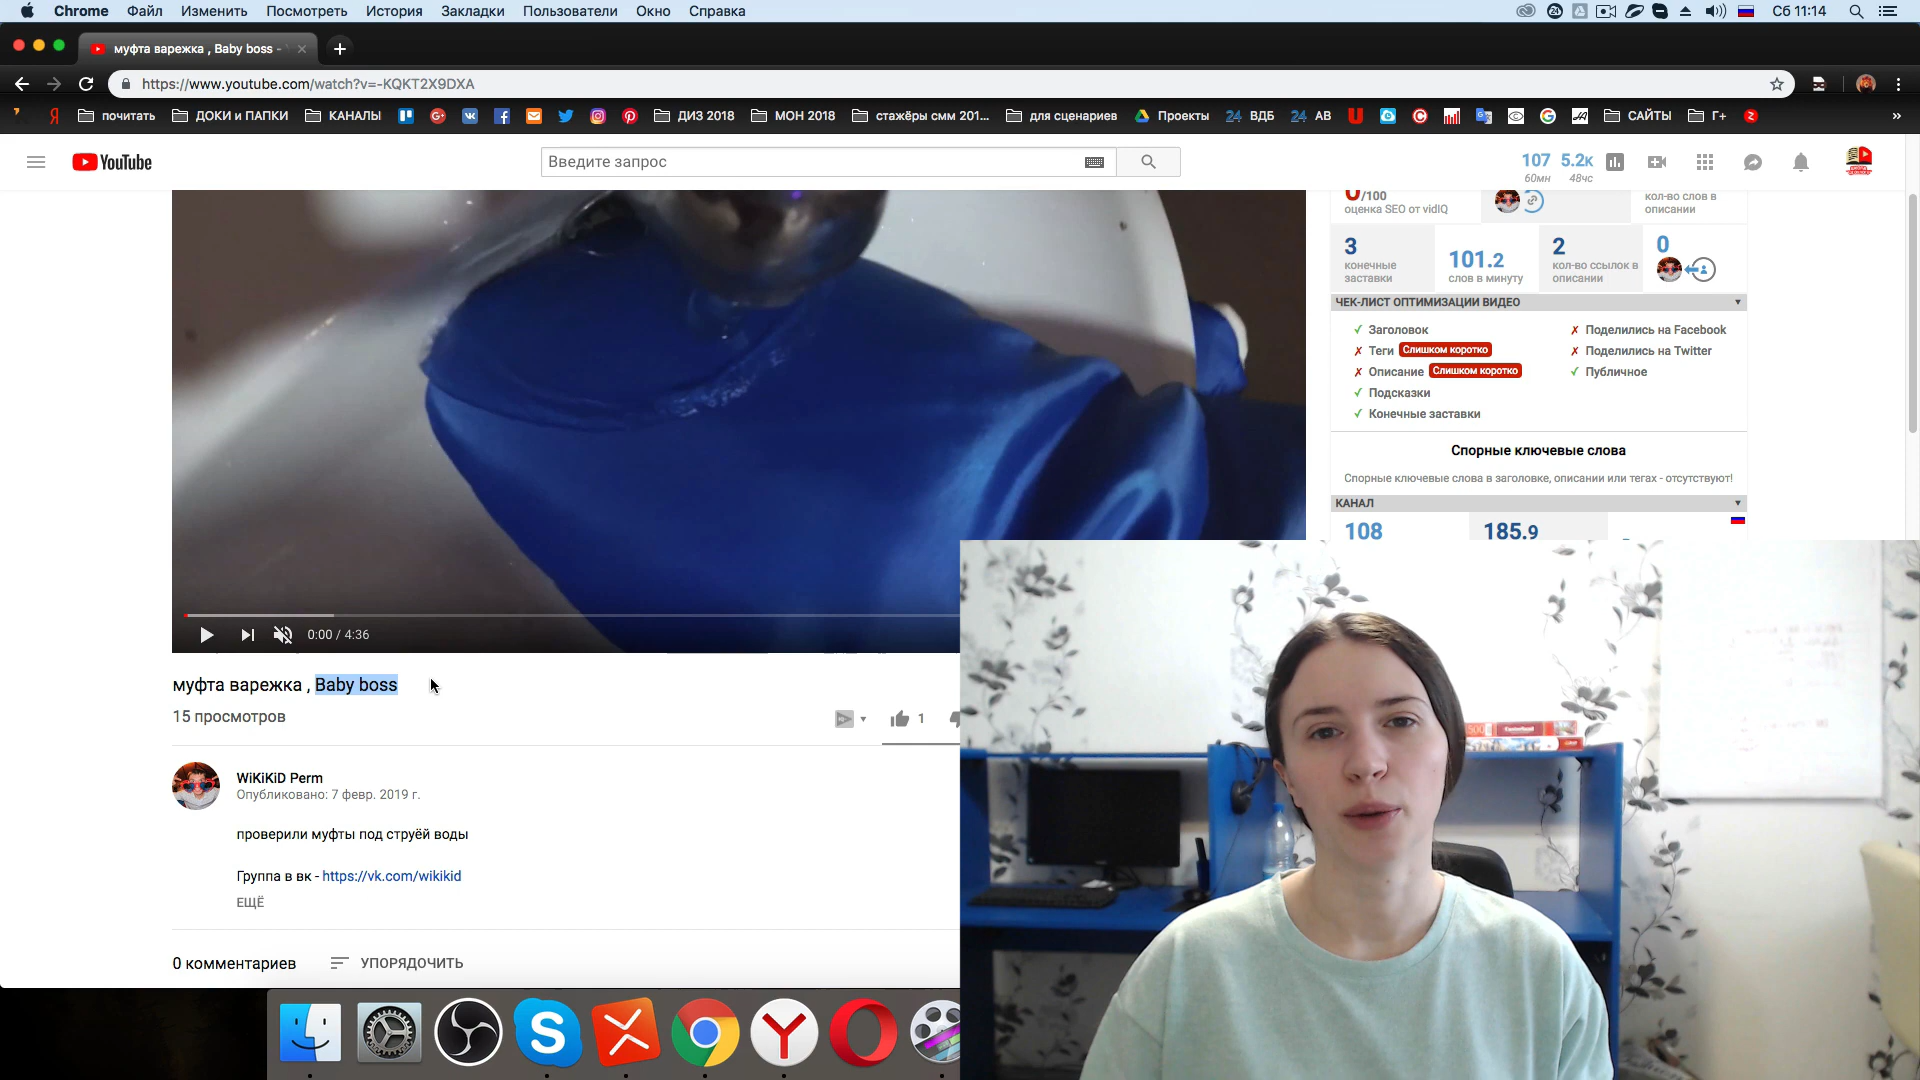 Chrome Файл Изменить Посмотреть История Закладки Пользователи Окно Справка
Сб 11:14
муфта варежка , Baby boss -
https://www.youtube.com/watch?v=-KQKT2X9DXA
почитать ДОКИ и ПАПКИ КАНАЛЫ ДИЗ 2018 МОН 2018 стажёры смм 201... для сценариев Проекты 24 ВДБ 24 АВ САЙТЫ Г+ »
YouTube
Введите запрос
107 5.2к
60мн 48чс
0/100
оценка SEO от vidIQ
кол-во слов в
описании
3
конечные
заставки
101.2
слов в минуту
2
кол-во ссылок в
описании
0
ЧЕК-ЛИСТ ОПТИМИЗАЦИИ ВИДЕО
✓ Заголовок
✗ Поделились на Facebook
✗ Теги Слишком коротко
✗ Поделились на Twitter
✗ Описание Слишком коротко
✓ Публичное
✓ Подсказки
✓ Конечные заставки
Спорные ключевые слова
Спорные ключевые слова в заголовке, описании или тегах - отсутствуют!
КАНАЛ
108 185.9
0:00 / 4:36
муфта варежка , Baby boss
15 просмотров
1
WiKiKiD Perm
Опубликовано: 7 февр. 2019 г.
проверили муфты под струёй воды
Группа в вк - https://vk.com/wikikid
ЕЩЁ
0 комментариев УПОРЯДОЧИТЬ